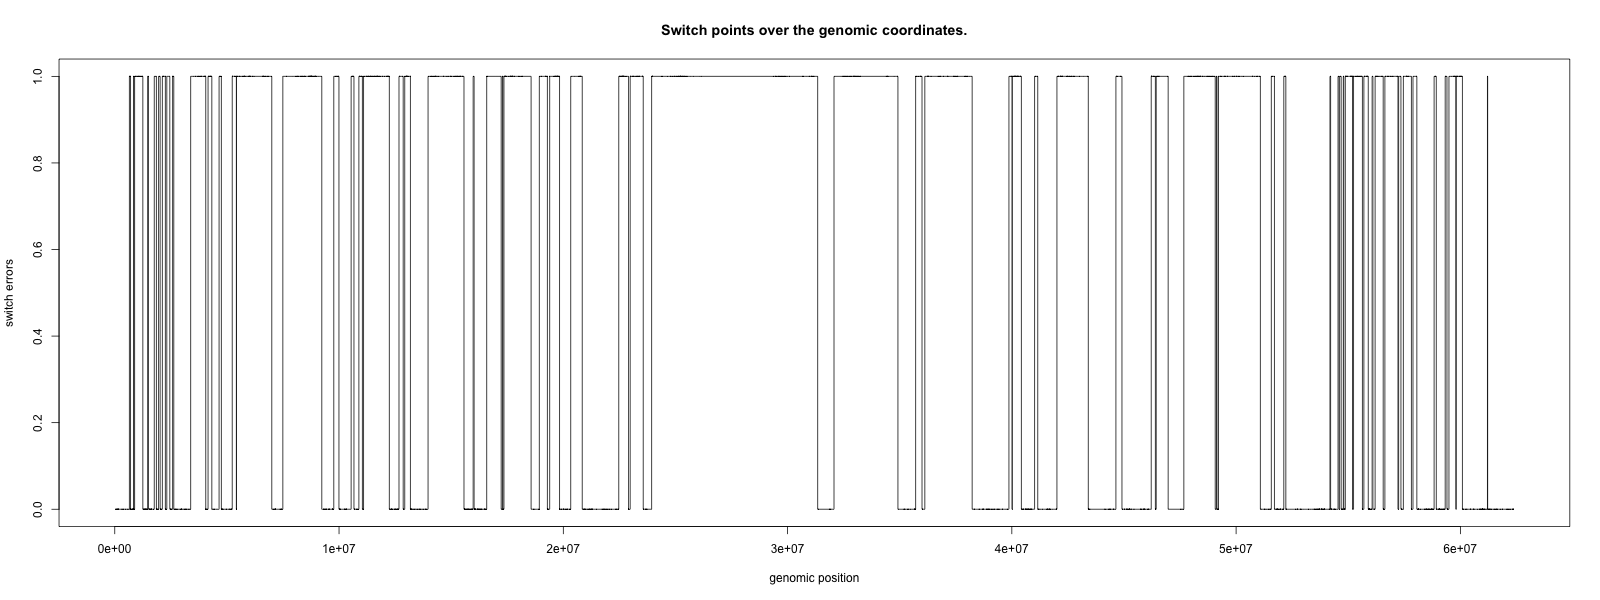 Switch points over the genomic coordinates.
switch errors
1.0
0.8
0.6
0.4
0.2
0.0
0e+00 1e+07 2e+07 3e+07 4e+07 5e+07 6e+07
genomic position